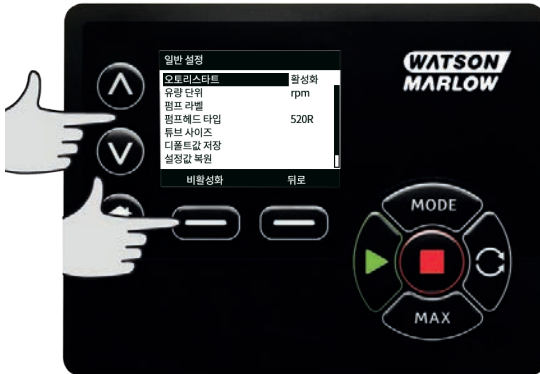 일반 설정
오토리스타트 활성화
유량 단위 rpm
펌프 라벨
펌프헤드 타입 520R
튜브 사이즈
디폴트값 저장
설정값 복원
비활성화 뒤로
WATSON
MARLOW
MODE
MAX